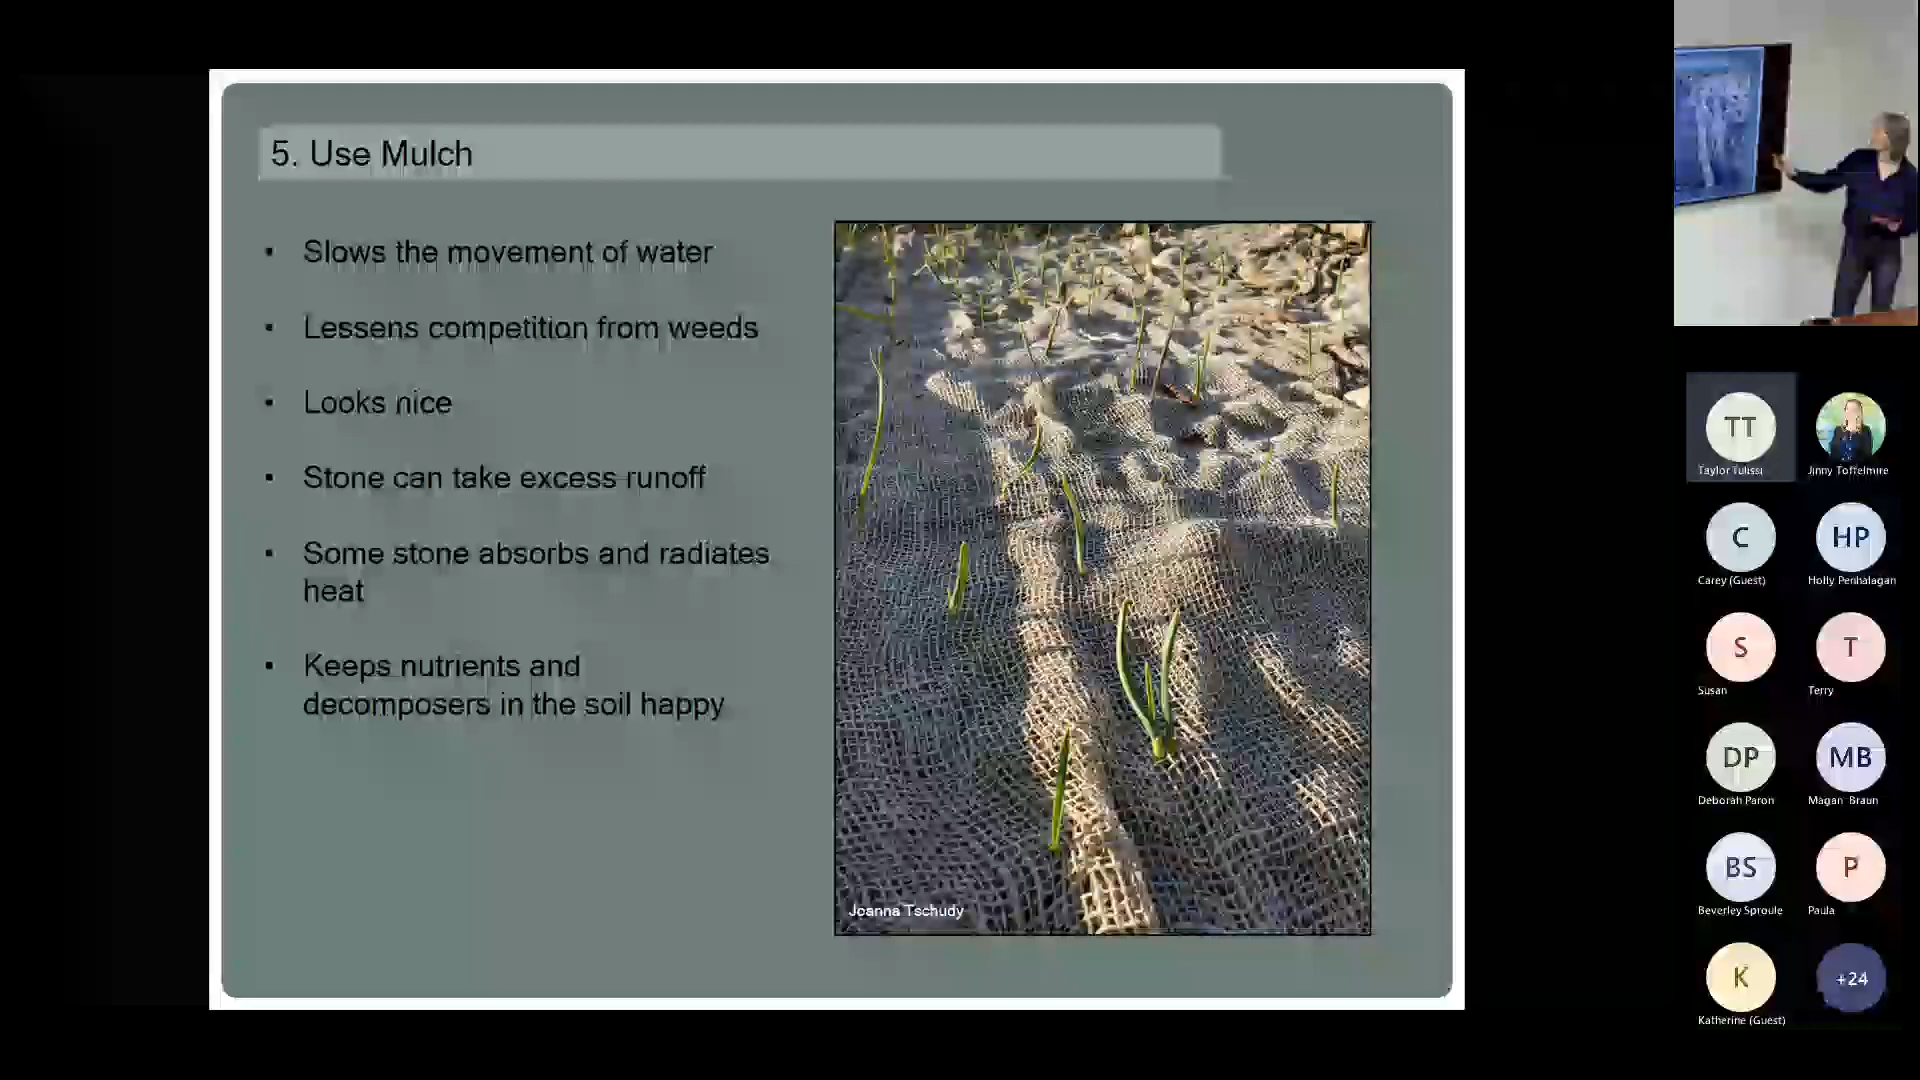 5. Use Mulch
• Slows the movement of water
• Lessens competition from weeds
• Looks nice
• Stone can take excess runoff
• Some stone absorbs and radiates
heat
• Keeps nutrients and
decomposers in the soil happy
Joanna Tschudy
TT
Taylor Tulissi
Jinny Toffelmire
C
Carey (Guest)
HP
Holly Penhalagan
S
Susan
T
Terry
DP
Deborah Paron
MB
Magan Braun
BS
Beverley Sproule
P
Paula
K
Katherine (Guest)
+24